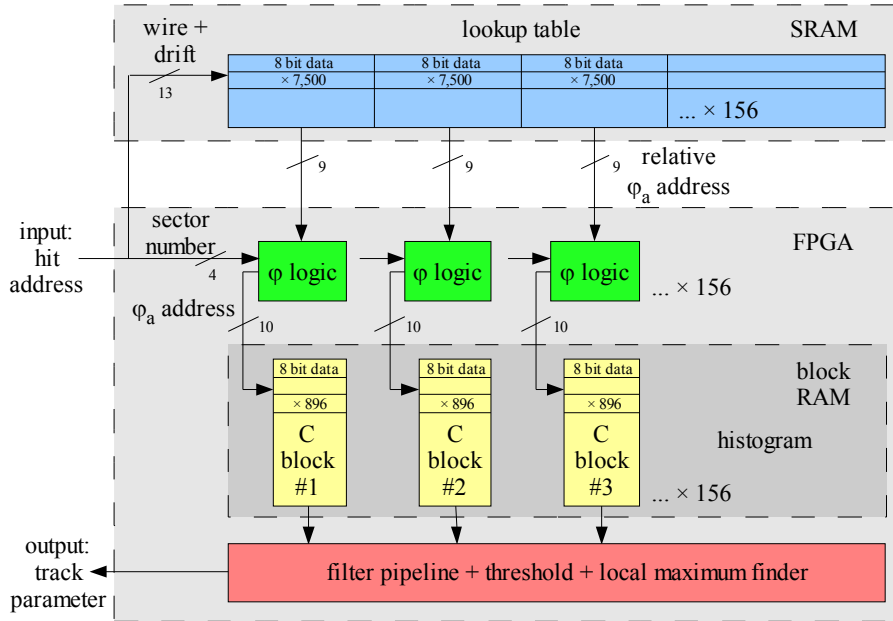 wire +
drift
lookup table
SRAM
8 bit data
8 bit data
8 bit data
× 7,500
× 7,500
× 7,500
13
... × 156
9
9
9
relative
φa address
input:
hit
address
sector
number
4
φ logic
φ logic
φ logic
FPGA
... × 156
φa address
10
10
10
8 bit data
8 bit data
8 bit data
block
RAM
× 896
× 896
× 896
C
block
#1
C
block
#2
C
block
#3
histogram
... × 156
output:
track
parameter
filter pipeline + threshold + local maximum finder